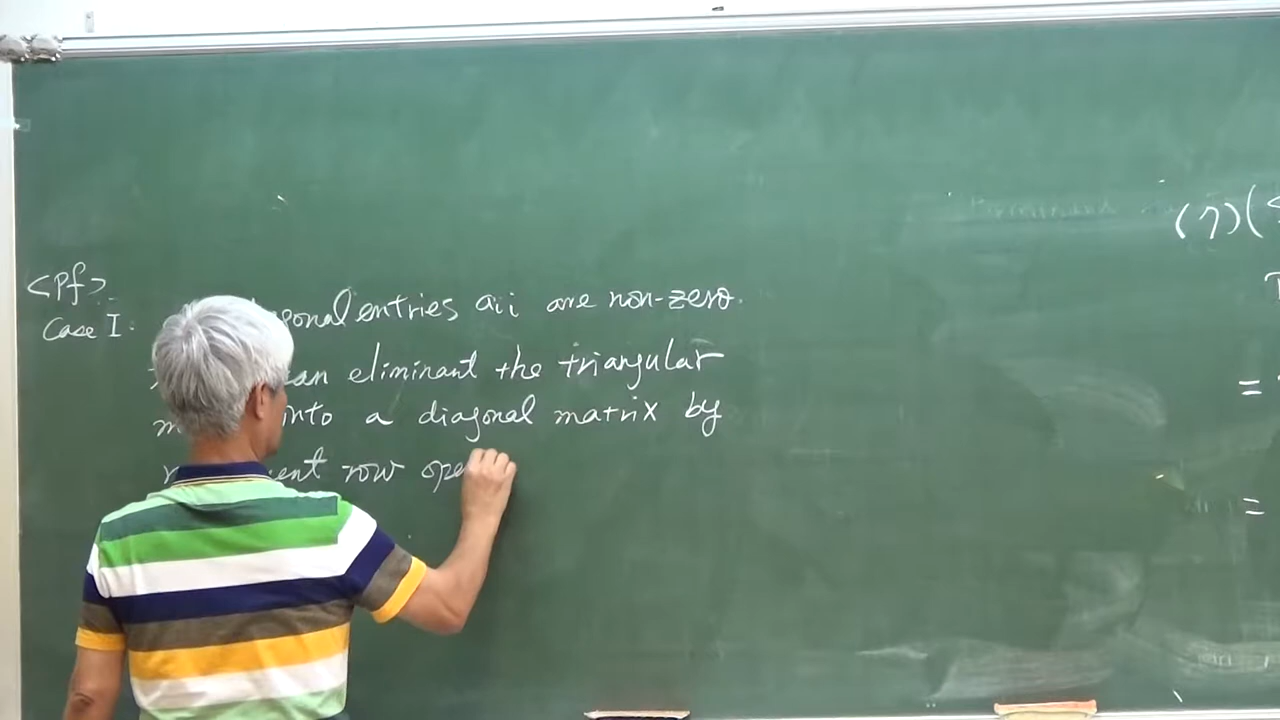 <pf>
Case I: onal entries aii are non-zero.
an eliminant the triangular
m into a diagonal matrix by
ent row ope
(7)(
=
=